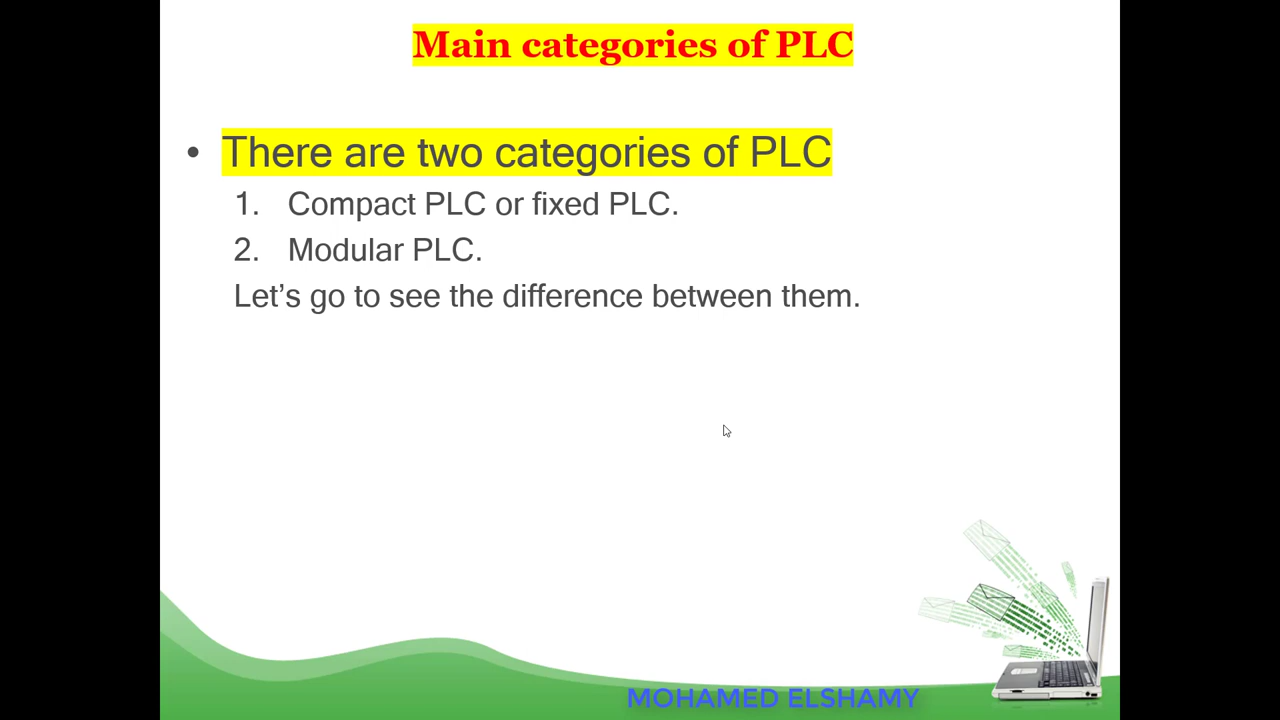 Main categories of PLC
• There are two categories of PLC
1. Compact PLC or fixed PLC.
2. Modular PLC.
Let’s go to see the difference between them.
MOHAMED ELSHAMY